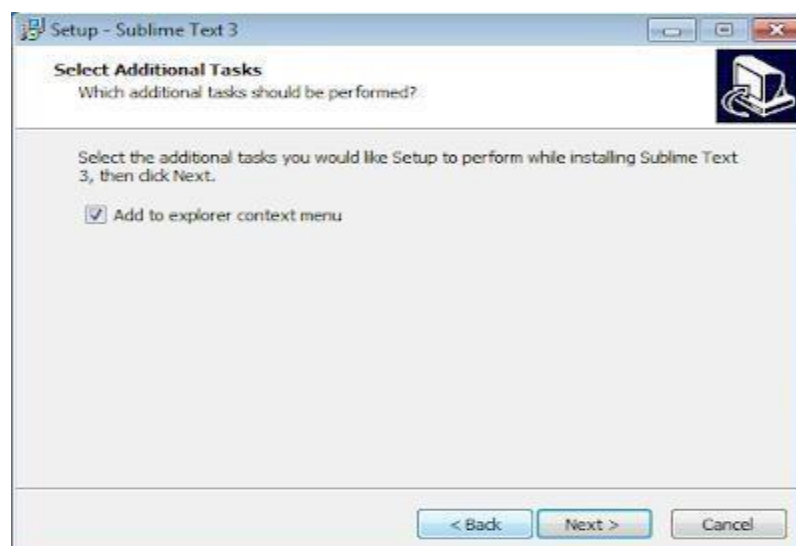 Setup - Sublime Text 3
Select Additional Tasks
Which additional tasks should be performed?
Select the additional tasks you would like Setup to perform while installing Sublime Text
3, then click Next.
Add to explorer context menu
< Back
Next >
Cancel